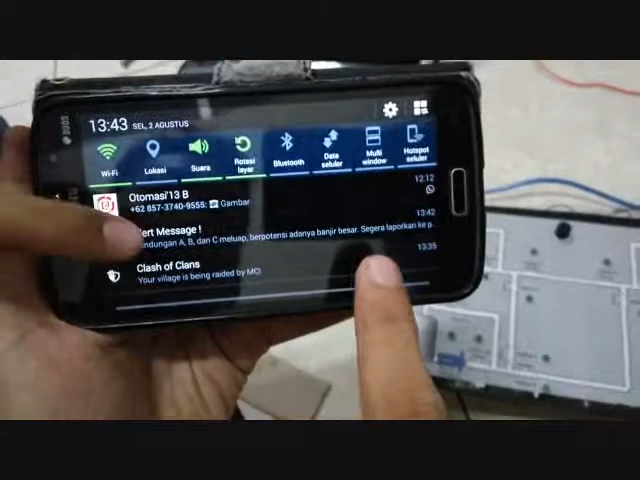 DUOS
13:43 SEL, 2 AGUSTUS
Wi-Fi
Lokasi
Suara
Rotasi layar
Bluetooth
Data seluler
Multi window
Hotspot seluler
Otomasi'13 B
12:12
+62 857-3740-9555: Gambar
ert Message !
13:42
ndungan A, B, dan C meluap, berpotensi adanya banjir besar. Segera laporkan ke p
Clash of Clans
13:35
Your village is being raided by MC!